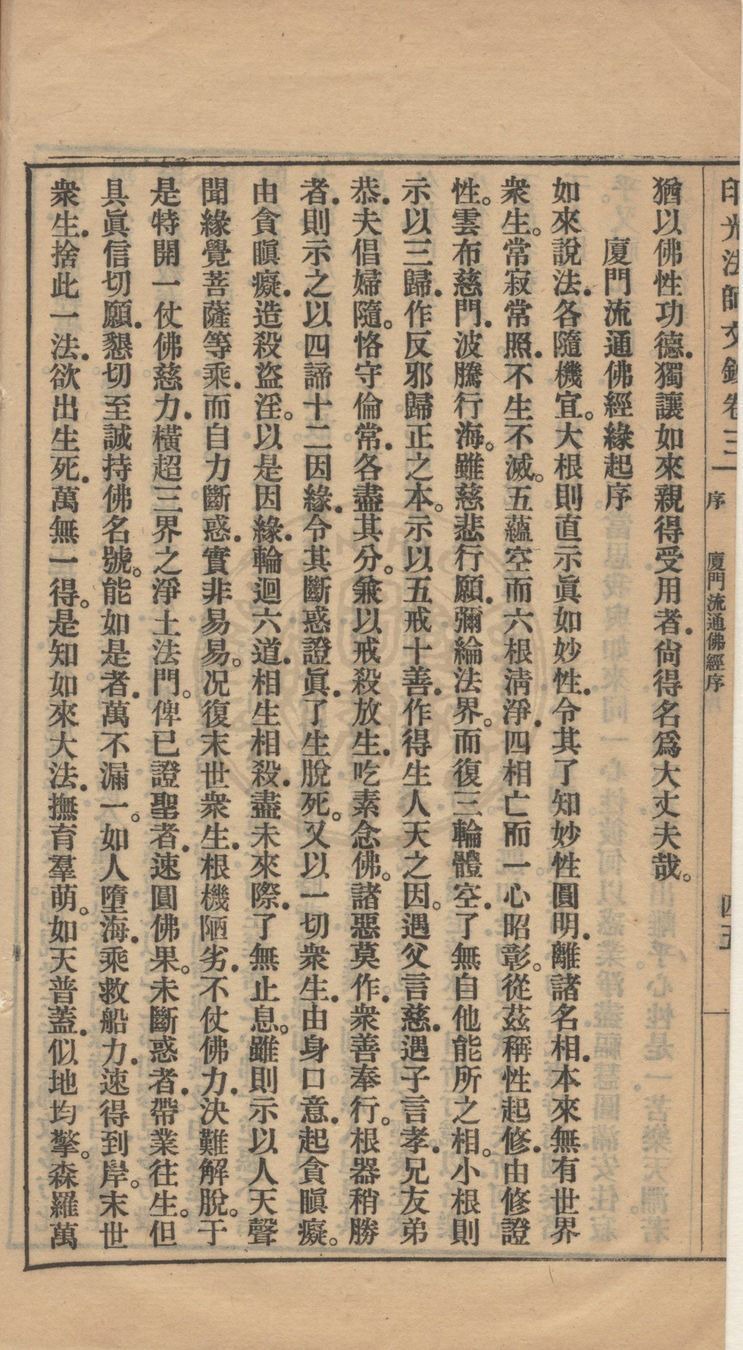 印光法師文鈔卷三 序 廈門流通佛經序 四五
猶以佛性功德.獨讓如來親得受用者.尙得名爲大丈夫哉。
廈門流通佛經緣起序
如來說法.各隨機宜。大根則直示眞如妙性.令其了知妙性圓明.離諸名相.本來無有世界
衆生。常寂常照.不生不滅。五蘊空而六根淸淨.四相亡而一心昭彰。從茲稱性起修.由修證
性。雲布慈門.波騰行海。雖慈悲行願.彌綸法界。而復三輪體空.了無自他能所之相。小根則
示以三歸.作反邪歸正之本。示以五戒十善.作得生人天之因。遇父言慈.遇子言孝.兄友弟
恭.夫倡婦隨。恪守倫常.各盡其分。兼以戒殺放生.吃素念佛。諸惡莫作.衆善奉行。根器稍勝
者.則示之以四諦十二因緣.令其斷惑證眞.了生脫死。又以一切衆生.由身口意.起貪瞋癡。
由貪瞋癡.造殺盜淫。以是因緣.輪迴六道.相生相殺.盡未來際.了無止息。雖則示以人天聲
聞緣覺菩薩等乘.而自力斷惑.實非易易。况復末世衆生.根機陋劣.不仗佛力.決難解脫。于
是特開一仗佛慈力.橫超三界之淨土法門。俾已證聖者.速圓佛果。未斷惑者.帶業往生。但
具眞信切願.懇切至誠持佛名號。能如是者.萬不漏一。如人墮海.乘救船力.速得到岸。末世
衆生.捨此一法.欲出生死.萬無一得。是知如來大法.撫育羣萌。如天普蓋.似地均擎。森羅萬